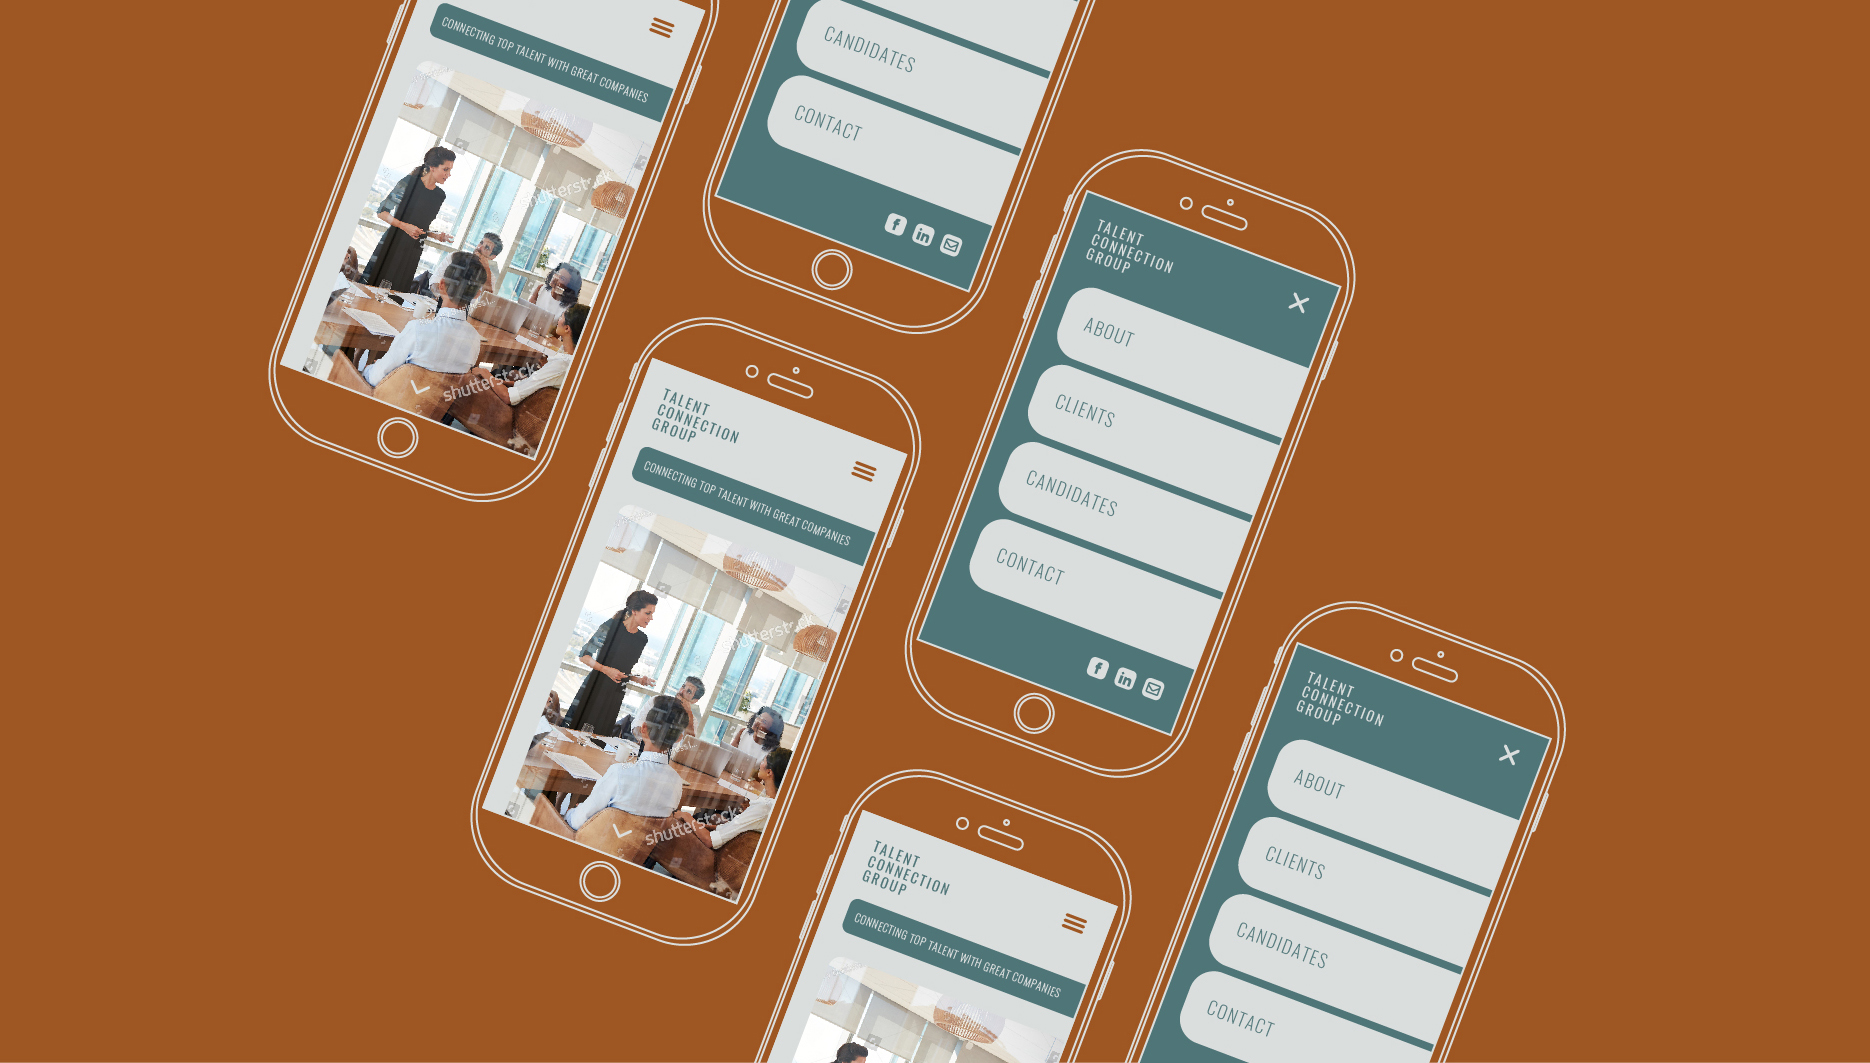 CONNECTING TOP TALENT WITH GREAT COMPANIES
shutterstock
shutterstock
CANDIDATES
CONTACT
f
in
TALENT
CONNECTION
GROUP
ABOUT
CLIENTS
CANDIDATES
CONTACT
f
in
TALENT
CONNECTION
GROUP
CONNECTING TOP TALENT WITH GREAT COMPANIES
shutterstock
shutterstock
TALENT
CONNECTION
GROUP
ABOUT
CLIENTS
CANDIDATES
CONTACT
TALENT
CONNECTION
GROUP
CONNECTING TOP TALENT WITH GREAT COMPANIES